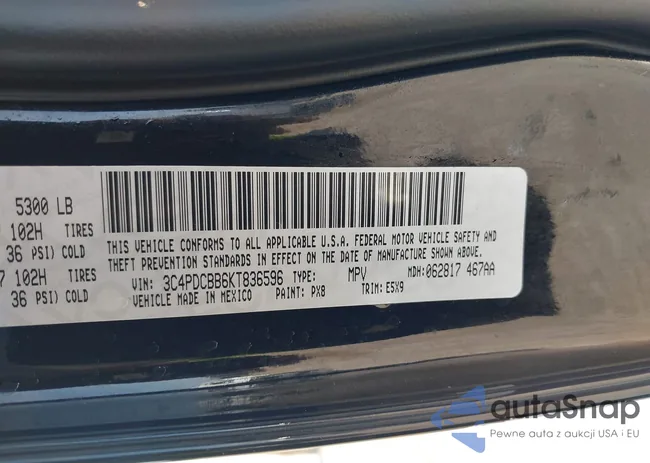 5300 LB
102H TIRES
36 PSI) COLD
7 102H TIRES
36 PSI) COLD
THIS VEHICLE CONFORMS TO ALL APPLICABLE U.S.A. FEDERAL MOTOR VEHICLE SAFETY AND
THEFT PREVENTION STANDARDS IN EFFECT ON THE DATE OF MANUFACTURE SHOWN ABOVE.
VIN: 3C4PDCBB6KT836596 TYPE: MPV MDH:062817 467AA
VEHICLE MADE IN MEXICO PAINT: PX8 TRIM: E5X9
autoSnap
Pewne auta z aukcji USA i EU